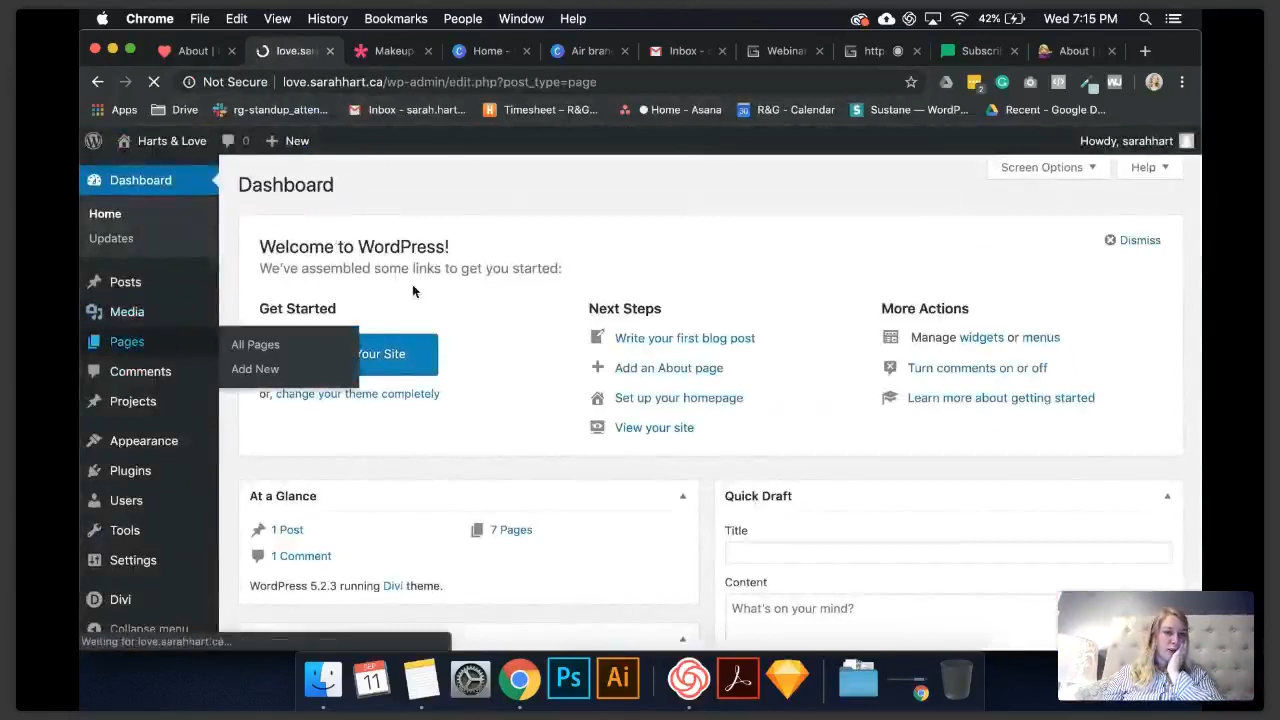 Chrome File Edit View History Bookmarks People Window Help 42% Wed 7:15 PM
About | love.sar Makeup Home - Air bran Inbox - Webinar http Subscri About |
Not Secure love.sarahhart.ca/wp-admin/edit.php?post_type=page
Apps Drive rg-standup_atten... Inbox - sarah.hart... Timesheet – R&G... Home - Asana R&G - Calendar Sustane — WordP... Recent - Google D...
Harts & Love 0 New Howdy, sarahhart
Dashboard
Home
Updates
Posts
Media
Pages
All Pages
Add New
Comments
Projects
Appearance
Plugins
Users
Tools
Settings
Divi
Collapse menu
Dashboard
Screen Options Help
Welcome to WordPress!
We've assembled some links to get you started:
Dismiss
Get Started
Your Site
or, change your theme completely
Next Steps
Write your first blog post
Add an About page
Set up your homepage
View your site
More Actions
Manage widgets or menus
Turn comments on or off
Learn more about getting started
At a Glance
1 Post 7 Pages
1 Comment
WordPress 5.2.3 running Divi theme.
Quick Draft
Title
Content
What's on your mind?
Waiting for love.sarahhart.ca...
2
SEP
11
Ps
Ai